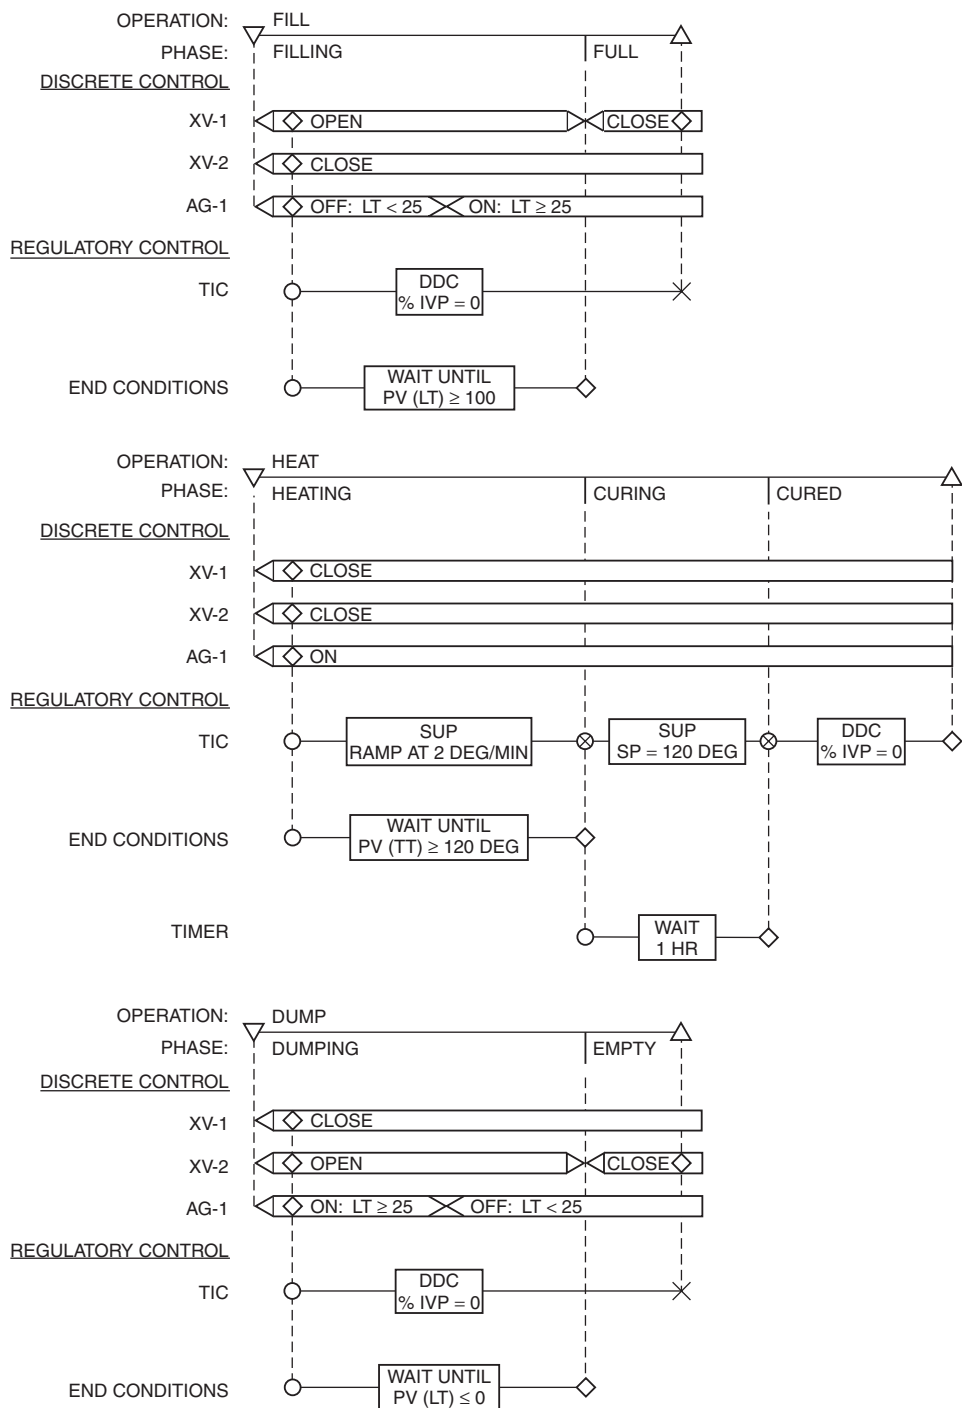 OPERATION: FILL
PHASE: FILLING FULL
DISCRETE CONTROL
XV-1 OPEN CLOSE
XV-2 CLOSE
AG-1 OFF: LT < 25 ON: LT ≥ 25
REGULATORY CONTROL
TIC DDC
% IVP = 0
END CONDITIONS WAIT UNTIL
PV (LT) ≥ 100
OPERATION: HEAT
PHASE: HEATING CURING CURED
DISCRETE CONTROL
XV-1 CLOSE
XV-2 CLOSE
AG-1 ON
REGULATORY CONTROL
TIC SUP SUP DDC
RAMP AT 2 DEG/MIN SP = 120 DEG % IVP = 0
END CONDITIONS WAIT UNTIL
PV (TT) ≥ 120 DEG
TIMER WAIT
1 HR
OPERATION: DUMP
PHASE: DUMPING EMPTY
DISCRETE CONTROL
XV-1 CLOSE
XV-2 OPEN CLOSE
AG-1 ON: LT ≥ 25 OFF: LT < 25
REGULATORY CONTROL
TIC DDC
% IVP = 0
END CONDITIONS WAIT UNTIL
PV (LT) ≤ 0